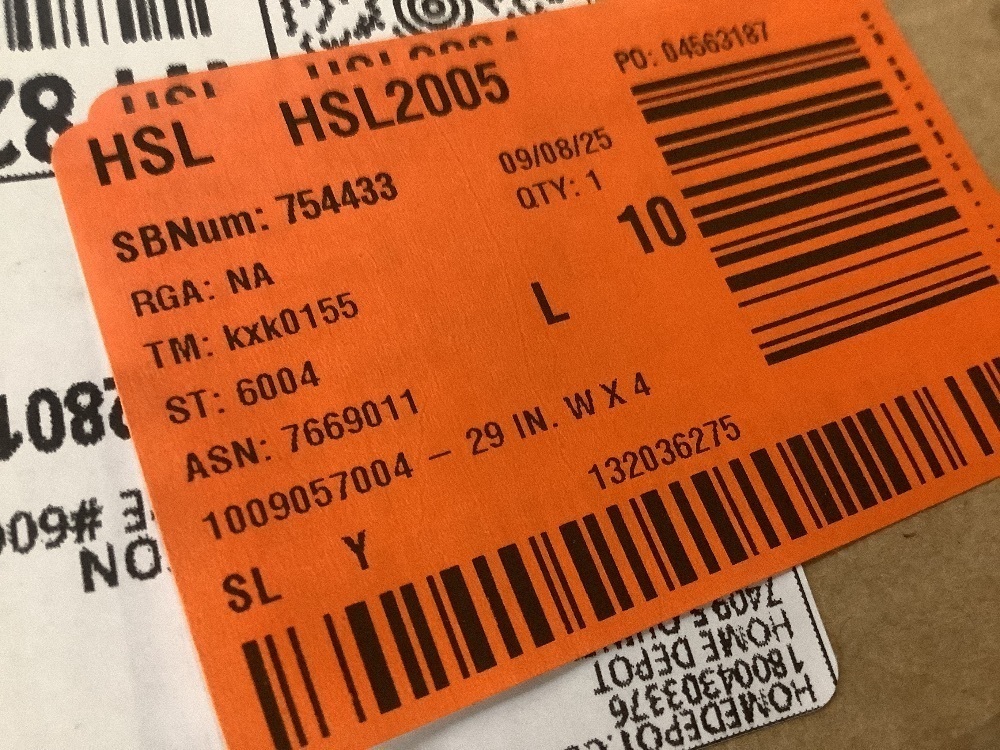 HSL HSL2005 PO: 04563187
SBNum: 754433 09/08/25
QTY: 1
RGA: NA 10
TM: kxk0155 L
ST: 6004
ASN: 7669011
1009057004 - 29 IN. W X 4
132036275
SL Y
HOME DEPOT
18004303376